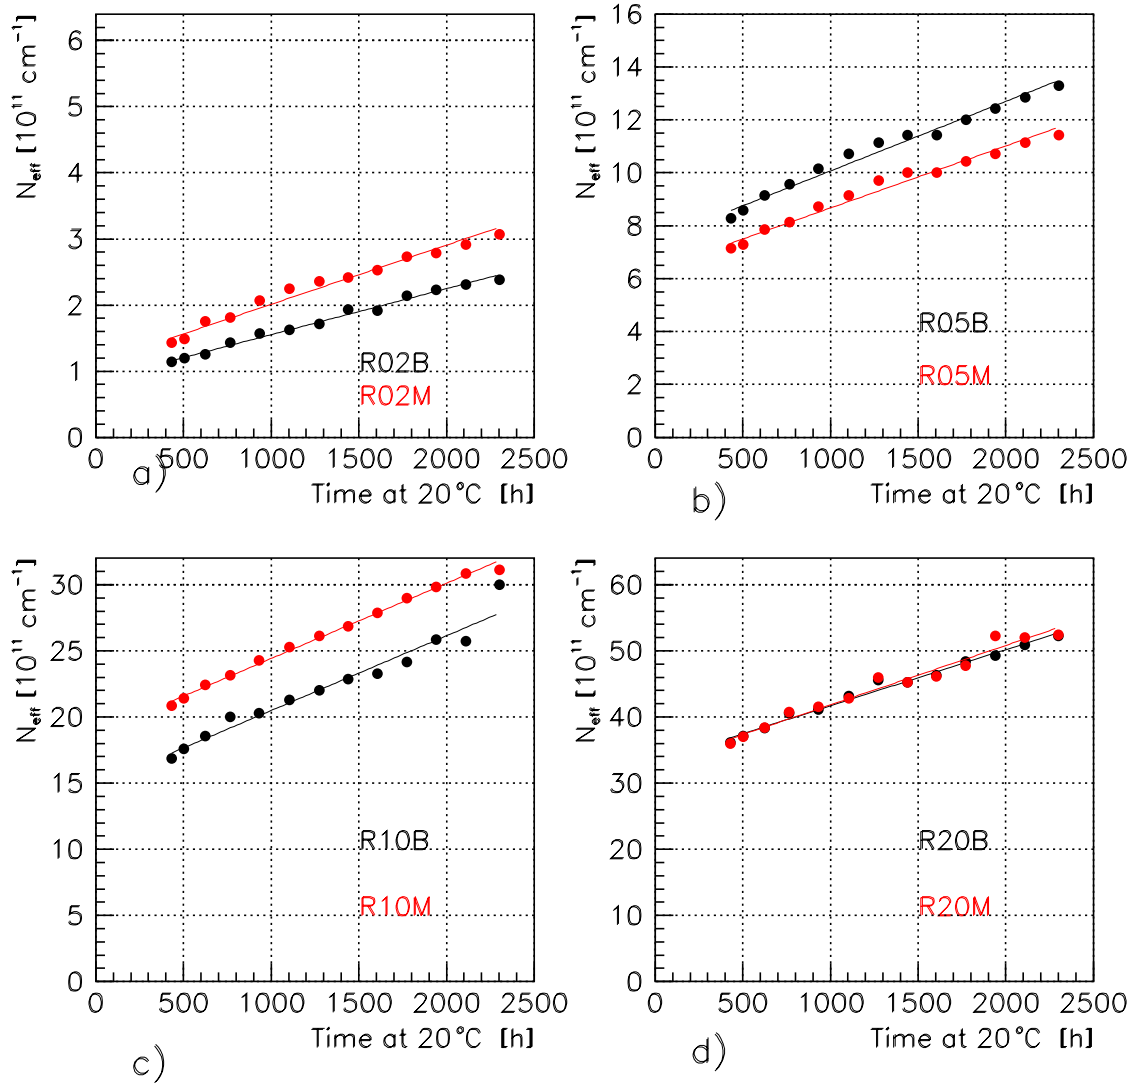 N_eff [10^11 cm^-1]
6
5
4
3
2
1
0
R02B
R02M
0 500 1000 1500 2000 2500
Time at 20°C [h]
a)
N_eff [10^11 cm^-1]
16
14
12
10
8
6
4
2
0
R05B
R05M
0 500 1000 1500 2000 2500
Time at 20°C [h]
b)
N_eff [10^11 cm^-1]
30
25
20
15
10
5
0
R10B
R10M
0 500 1000 1500 2000 2500
Time at 20°C [h]
c)
N_eff [10^11 cm^-1]
60
50
40
30
20
10
0
R20B
R20M
0 500 1000 1500 2000 2500
Time at 20°C [h]
d)